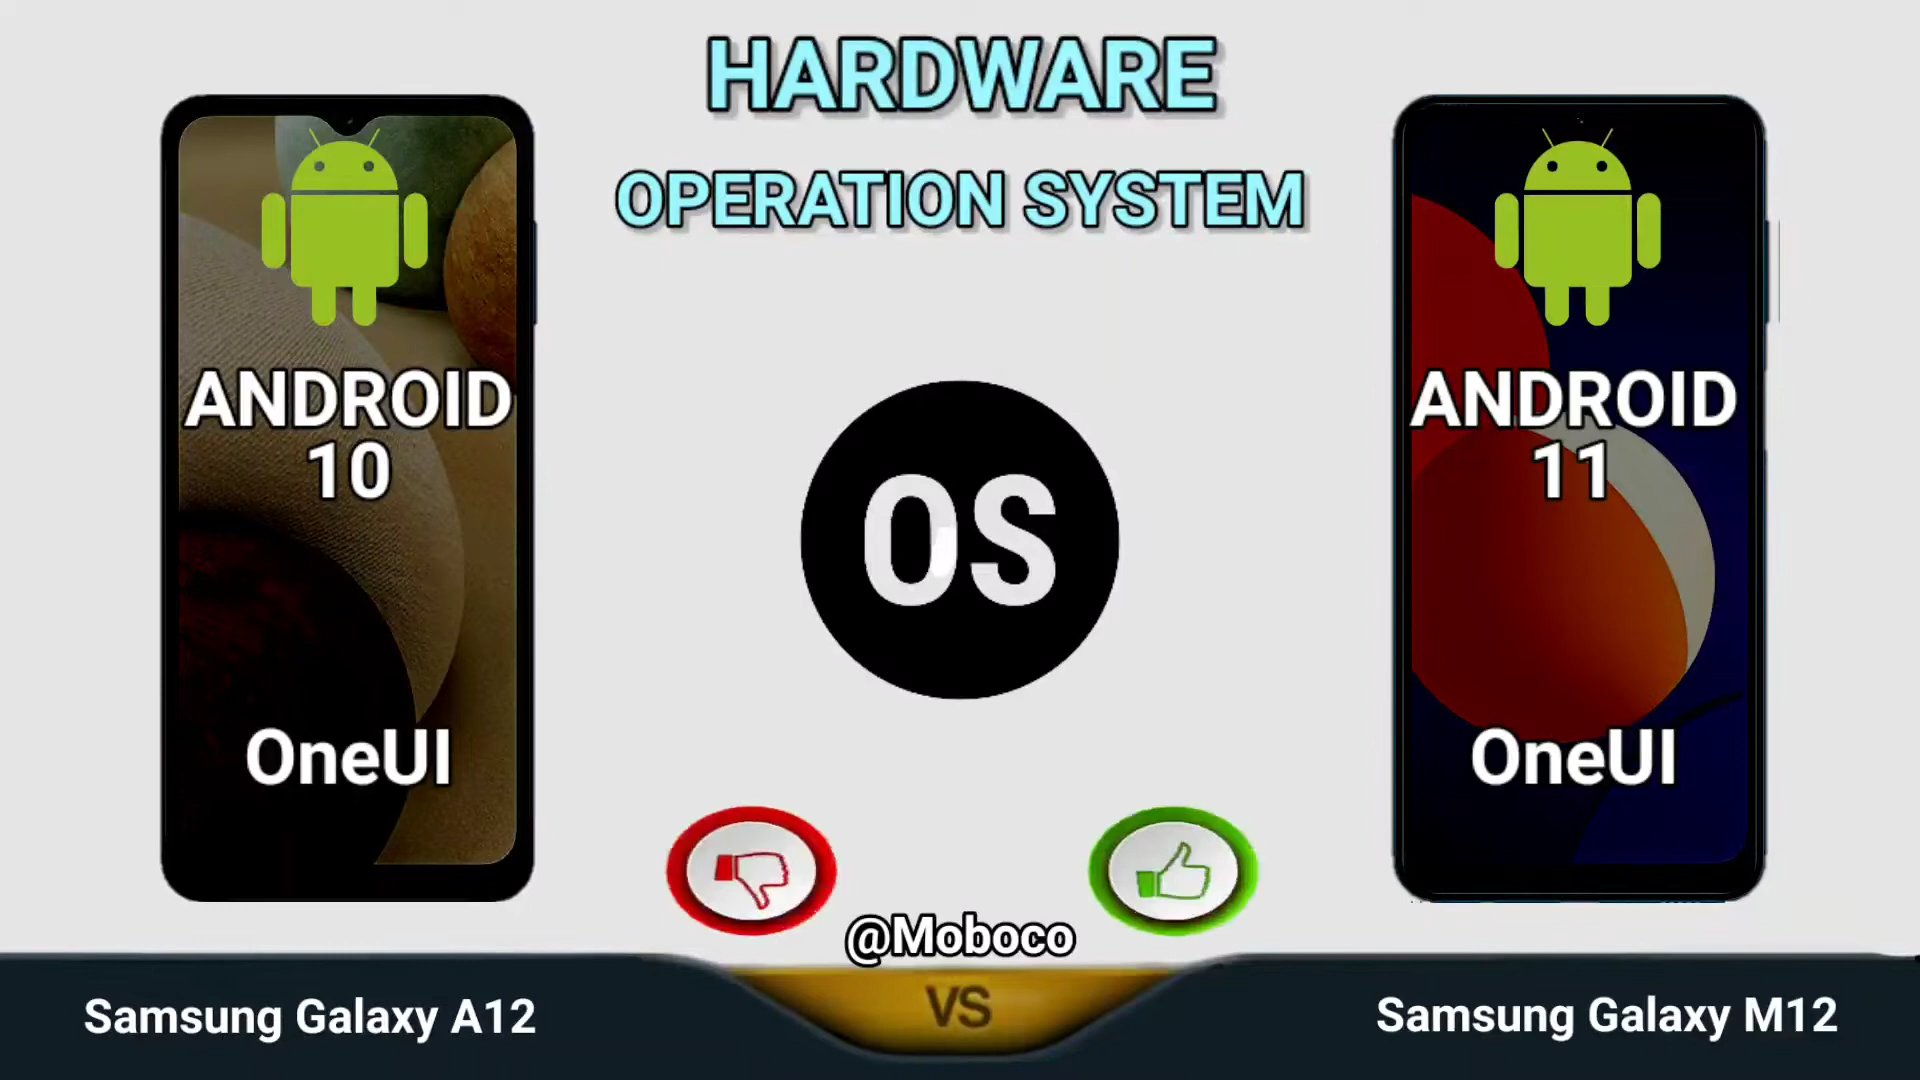 HARDWARE
OPERATION SYSTEM
ANDROID
10
OneUI
OS
ANDROID
11
OneUI
@Moboco
Samsung Galaxy A12
VS
Samsung Galaxy M12